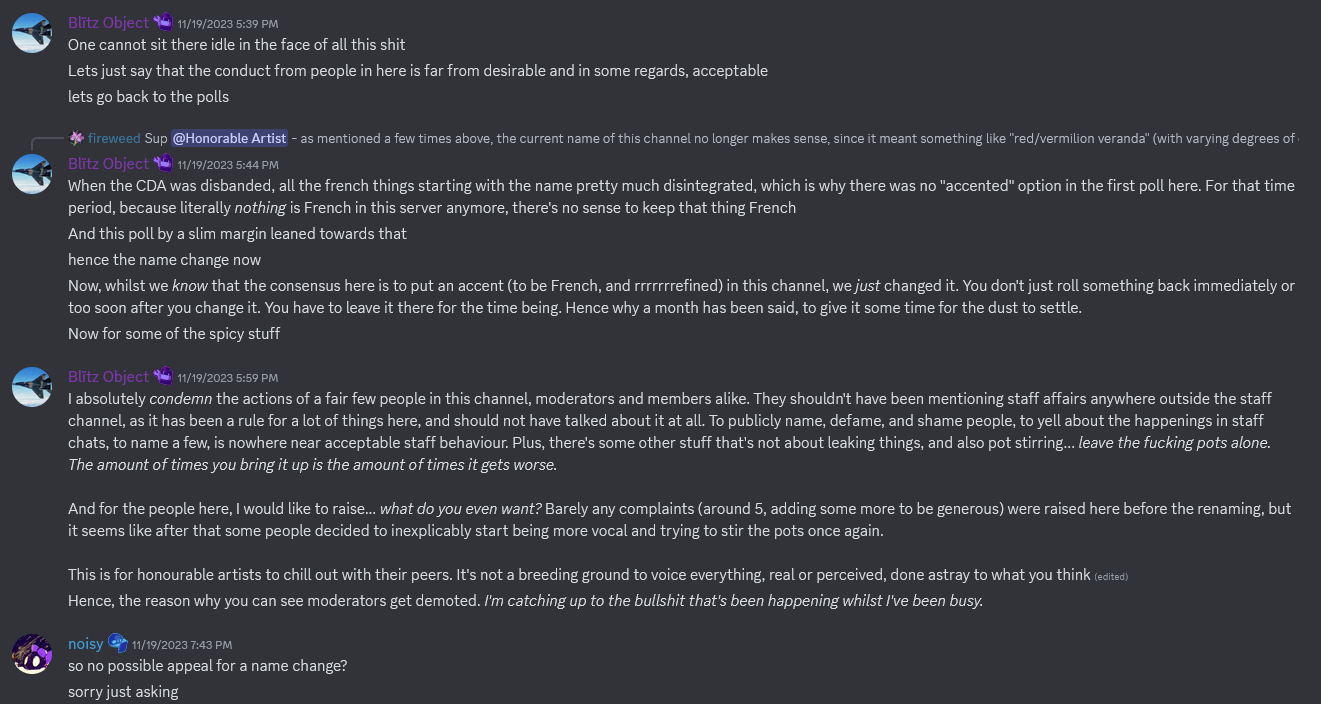 Blïtz Object 11/19/2023 5:39 PM
One cannot sit there idle in the face of all this shit
Lets just say that the conduct from people in here is far from desirable and in some regards, acceptable
lets go back to the polls
fireweed Sup @Honorable Artist - as mentioned a few times above, the current name of this channel no longer makes sense, since it meant something like "red/vermilion veranda" (with varying degrees of
Blïtz Object 11/19/2023 5:44 PM
When the CDA was disbanded, all the french things starting with the name pretty much disintegrated, which is why there was no "accented" option in the first poll here. For that time
period, because literally nothing is French in this server anymore, there's no sense to keep that thing French
And this poll by a slim margin leaned towards that
hence the name change now
Now, whilst we know that the consensus here is to put an accent (to be French, and rrrrrrrefined) in this channel, we just changed it. You don't just roll something back immediately or
too soon after you change it. You have to leave it there for the time being. Hence why a month has been said, to give it some time for the dust to settle.
Now for some of the spicy stuff
Blïtz Object 11/19/2023 5:59 PM
I absolutely condemn the actions of a fair few people in this channel, moderators and members alike. They shouldn't have been mentioning staff affairs anywhere outside the staff
channel, as it has been a rule for a lot of things here, and should not have talked about it at all. To publicly name, defame, and shame people, to yell about the happenings in staff
chats, to name a few, is nowhere near acceptable staff behaviour. Plus, there's some other stuff that's not about leaking things, and also pot stirring... leave the fucking pots alone.
The amount of times you bring it up is the amount of times it gets worse.
And for the people here, I would like to raise... what do you even want? Barely any complaints (around 5, adding some more to be generous) were raised here before the renaming, but
it seems like after that some people decided to inexplicably start being more vocal and trying to stir the pots once again.
This is for honourable artists to chill out with their peers. It's not a breeding ground to voice everything, real or perceived, done astray to what you think (edited)
Hence, the reason why you can see moderators get demoted. I'm catching up to the bullshit that's been happening whilst I've been busy.
noisy 11/19/2023 7:43 PM
so no possible appeal for a name change?
sorry just asking